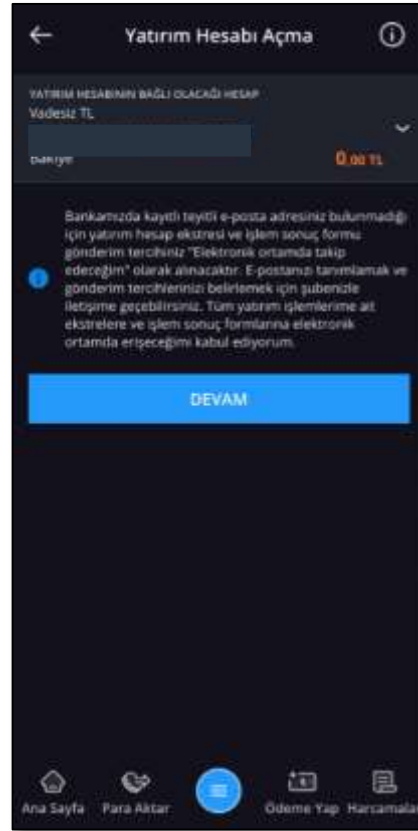 Yatırım Hesabı Açma
YATIRIM HESABININ BAĞLI OLACAĞI HESAP
Vadesiz TL
Bakiye
0,00 TL
Bankamızda kayıtlı teyitli e-posta adresiniz bulunmadığı
için yatırım hesap ekstresi ve işlem sonuç formu
gönderim tercihiniz "Elektronik ortamda takip
edeceğim" olarak alınacaktır. E-postanızı tanımlamak ve
gönderim tercihlerinizi belirlemek için şubenizle
iletişime geçebilirsiniz. Tüm yatırım işlemlerime ait
ekstrelere ve işlem sonuç formlarına elektronik
ortamda erişeceğimi kabul ediyorum.
DEVAM
Ana Sayfa
Para Aktar
Ödeme Yap
Harcamalar